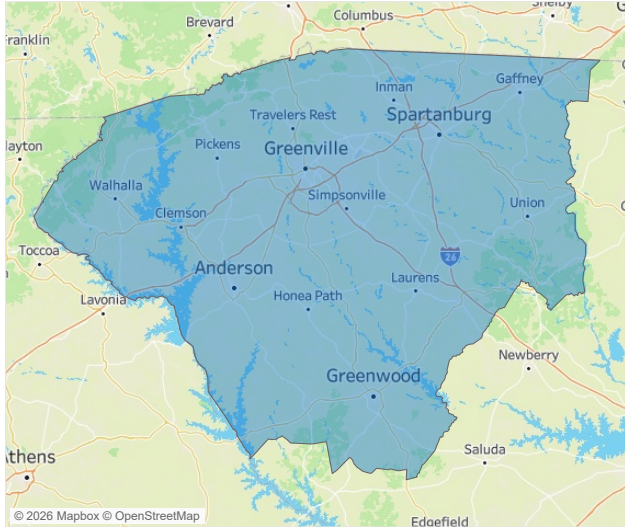 Shelby
Columbus
Brevard
Franklin
Gaffney
Inman
Travelers Rest
Spartanburg
Pickens
Greenville
ayton
Walhalla
Simpsonville
Clemson
Union
Toccoa
26
Anderson
Laurens
Lavonia
Honea Path
Newberry
Greenwood
Saluda
Athens
© 2026 Mapbox © OpenStreetMap
Edgefield